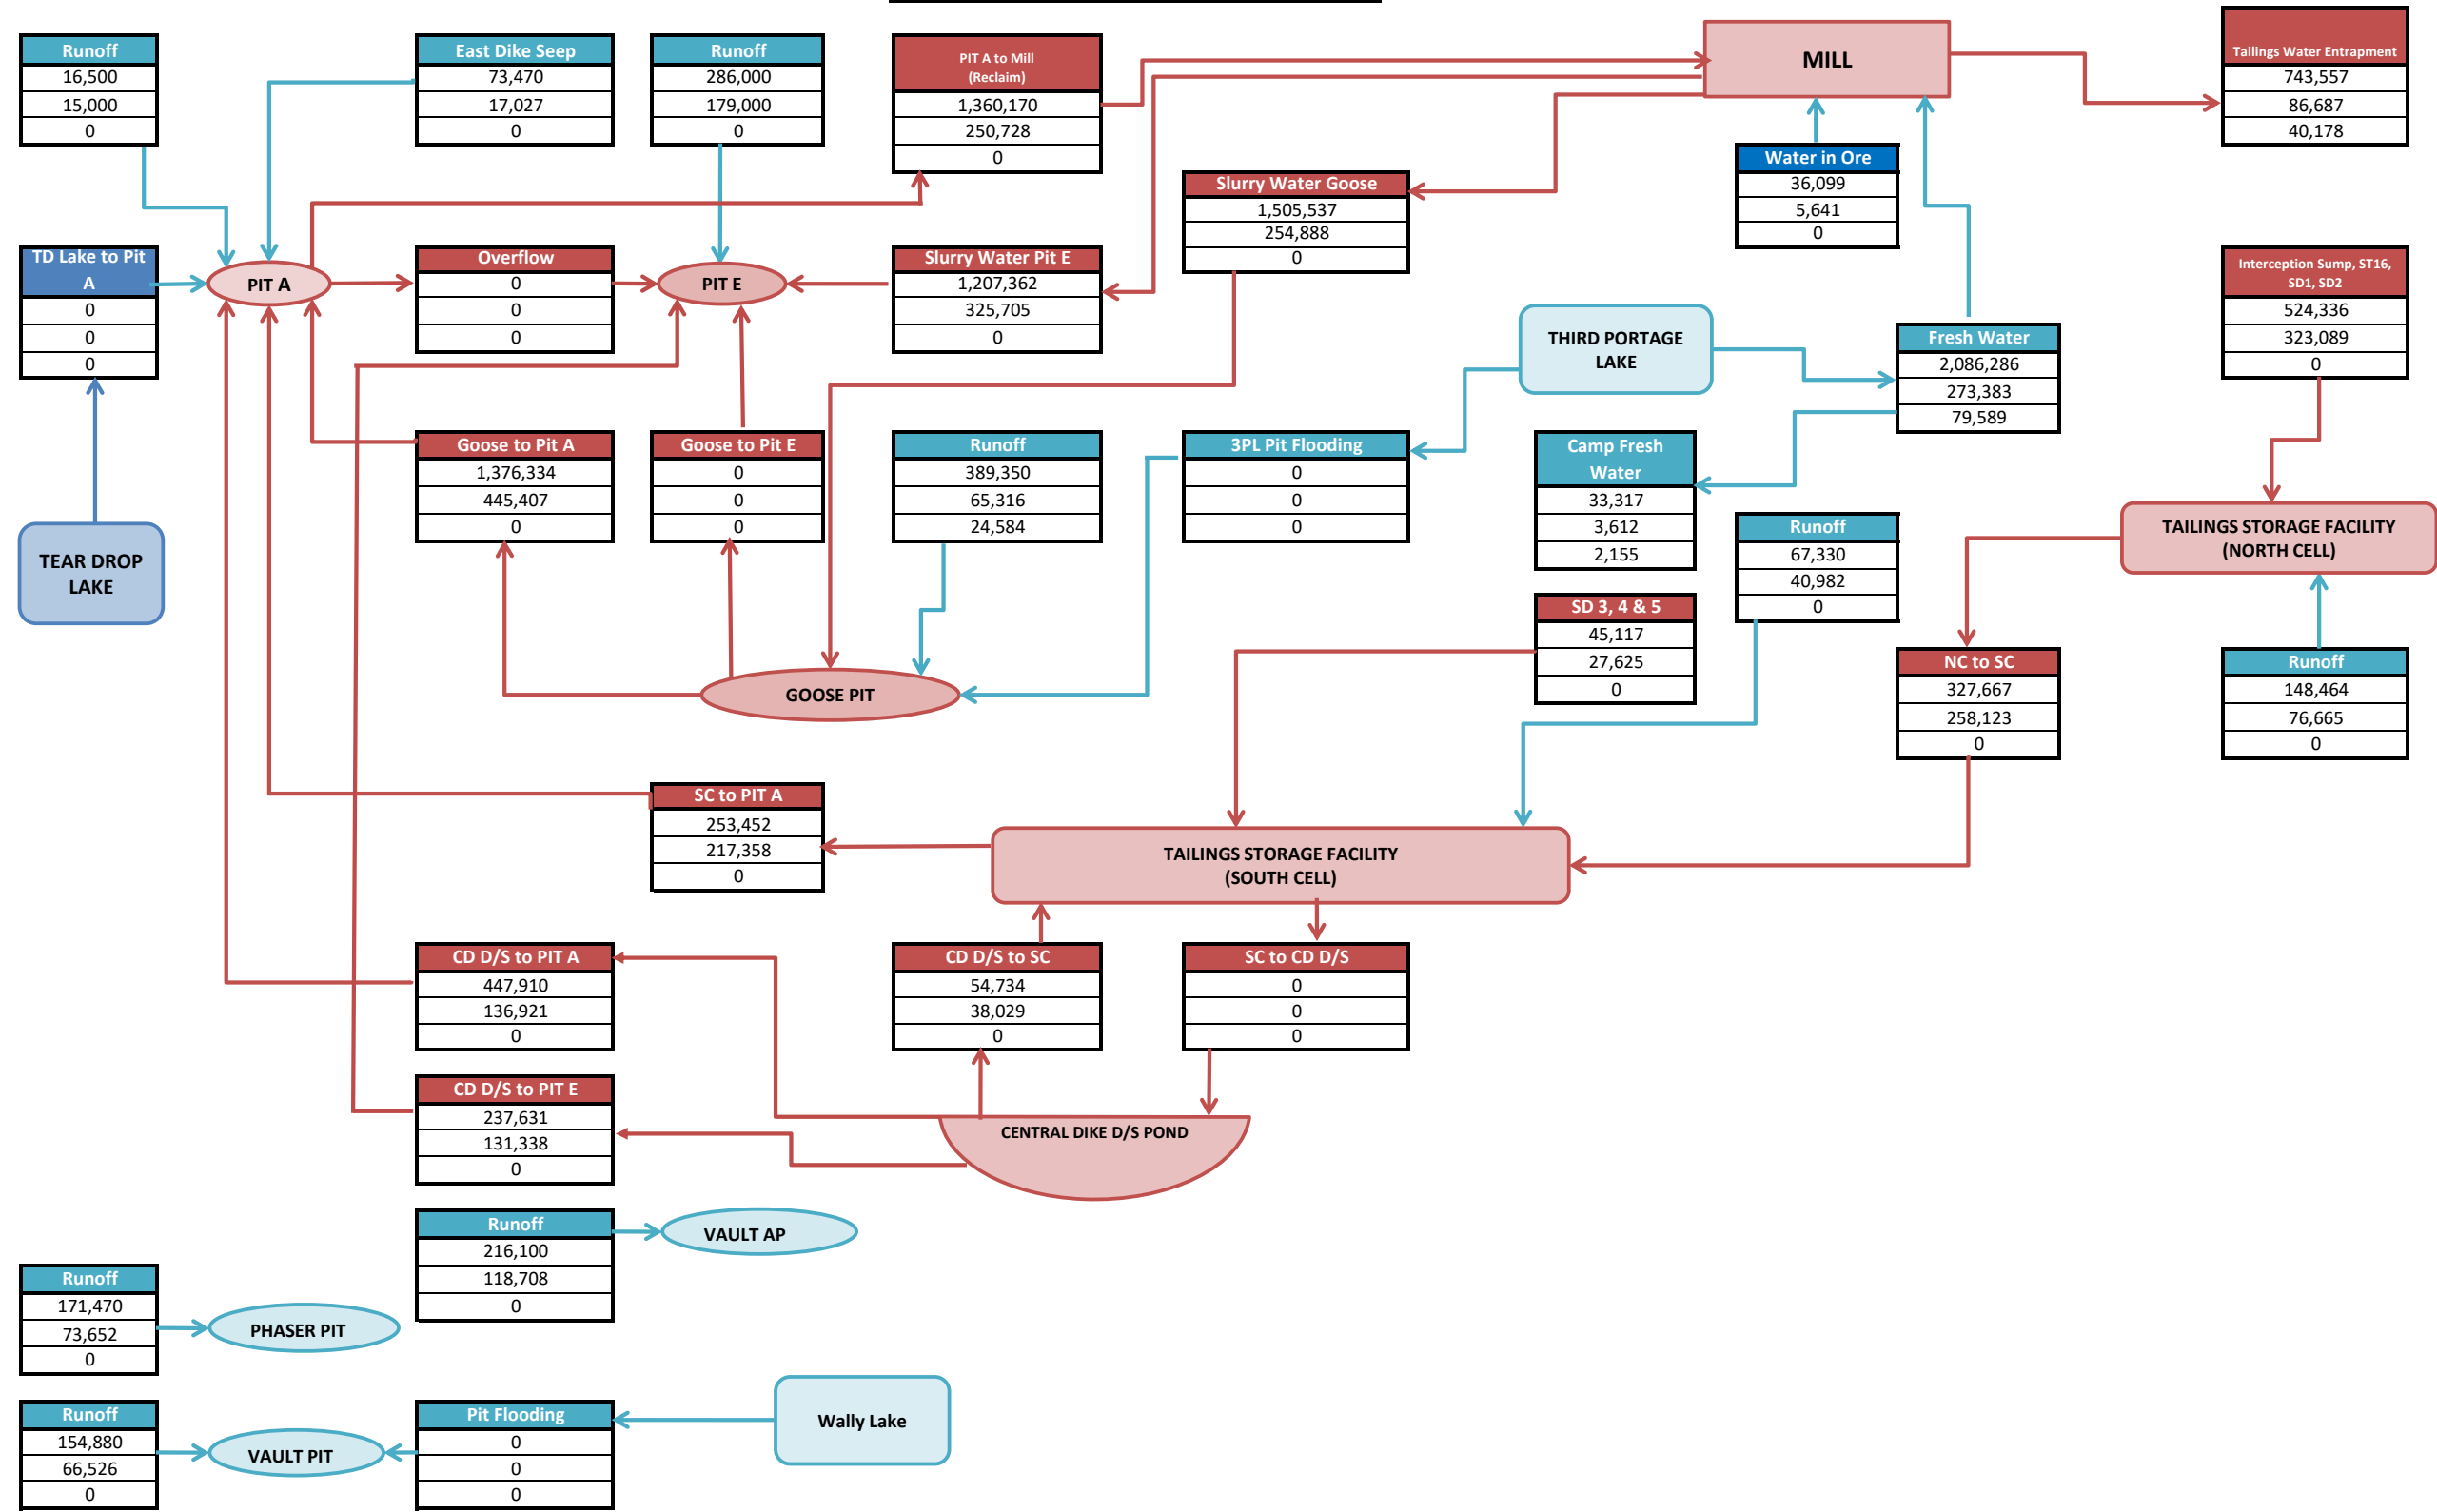 Runoff
16,500
15,000
0
East Dike Seep
73,470
17,027
0
Runoff
286,000
179,000
0
PIT A to Mill
(Reclaim)
1,360,170
250,728
0
MILL
Tailings Water Entrapment
743,557
86,687
40,178
Water in Ore
36,099
5,641
0
Slurry Water Goose
1,505,537
254,888
0
TD Lake to Pit
A
0
0
0
PIT A
Overflow
0
0
0
PIT E
Slurry Water Pit E
1,207,362
325,705
0
Interception Sump, ST16,
SD1, SD2
524,336
323,089
0
THIRD PORTAGE
LAKE
Fresh Water
2,086,286
273,383
79,589
Goose to Pit A
1,376,334
445,407
0
Goose to Pit E
0
0
0
Runoff
389,350
65,316
24,584
3PL Pit Flooding
0
0
0
Camp Fresh
Water
33,317
3,612
2,155
Runoff
67,330
40,982
0
TAILINGS STORAGE FACILITY
(NORTH CELL)
TEAR DROP
LAKE
SD 3, 4 & 5
45,117
27,625
0
NC to SC
327,667
258,123
0
Runoff
148,464
76,665
0
GOOSE PIT
SC to PIT A
253,452
217,358
0
TAILINGS STORAGE FACILITY
(SOUTH CELL)
CD D/S to PIT A
447,910
136,921
0
CD D/S to SC
54,734
38,029
0
SC to CD D/S
0
0
0
CD D/S to PIT E
237,631
131,338
0
CENTRAL DIKE D/S POND
Runoff
216,100
118,708
0
VAULT AP
Runoff
171,470
73,652
0
PHASER PIT
Runoff
154,880
66,526
0
VAULT PIT
Pit Flooding
0
0
0
Wally Lake